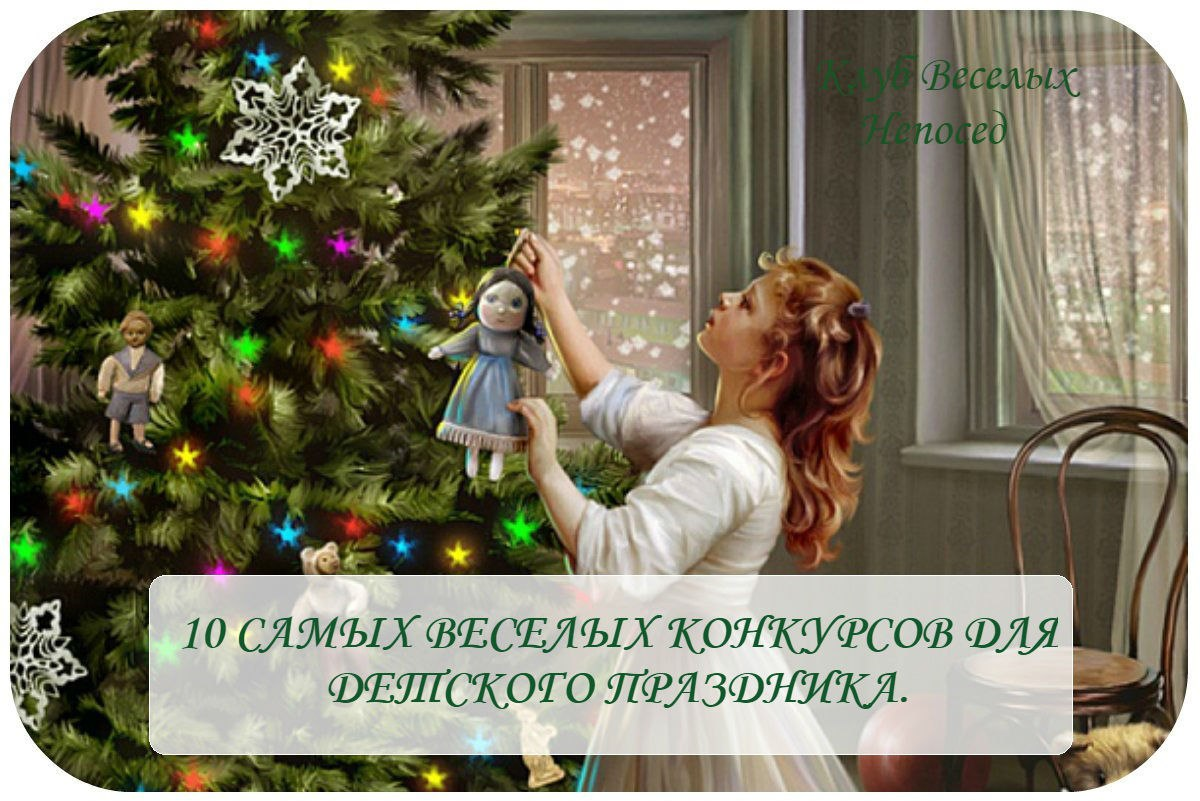 Клуб Веселых
Непосед
10 САМЫХ ВЕСЕЛЫХ КОНКУРСОВ ДЛЯ
ДЕТСКОГО ПРАЗДНИКА.